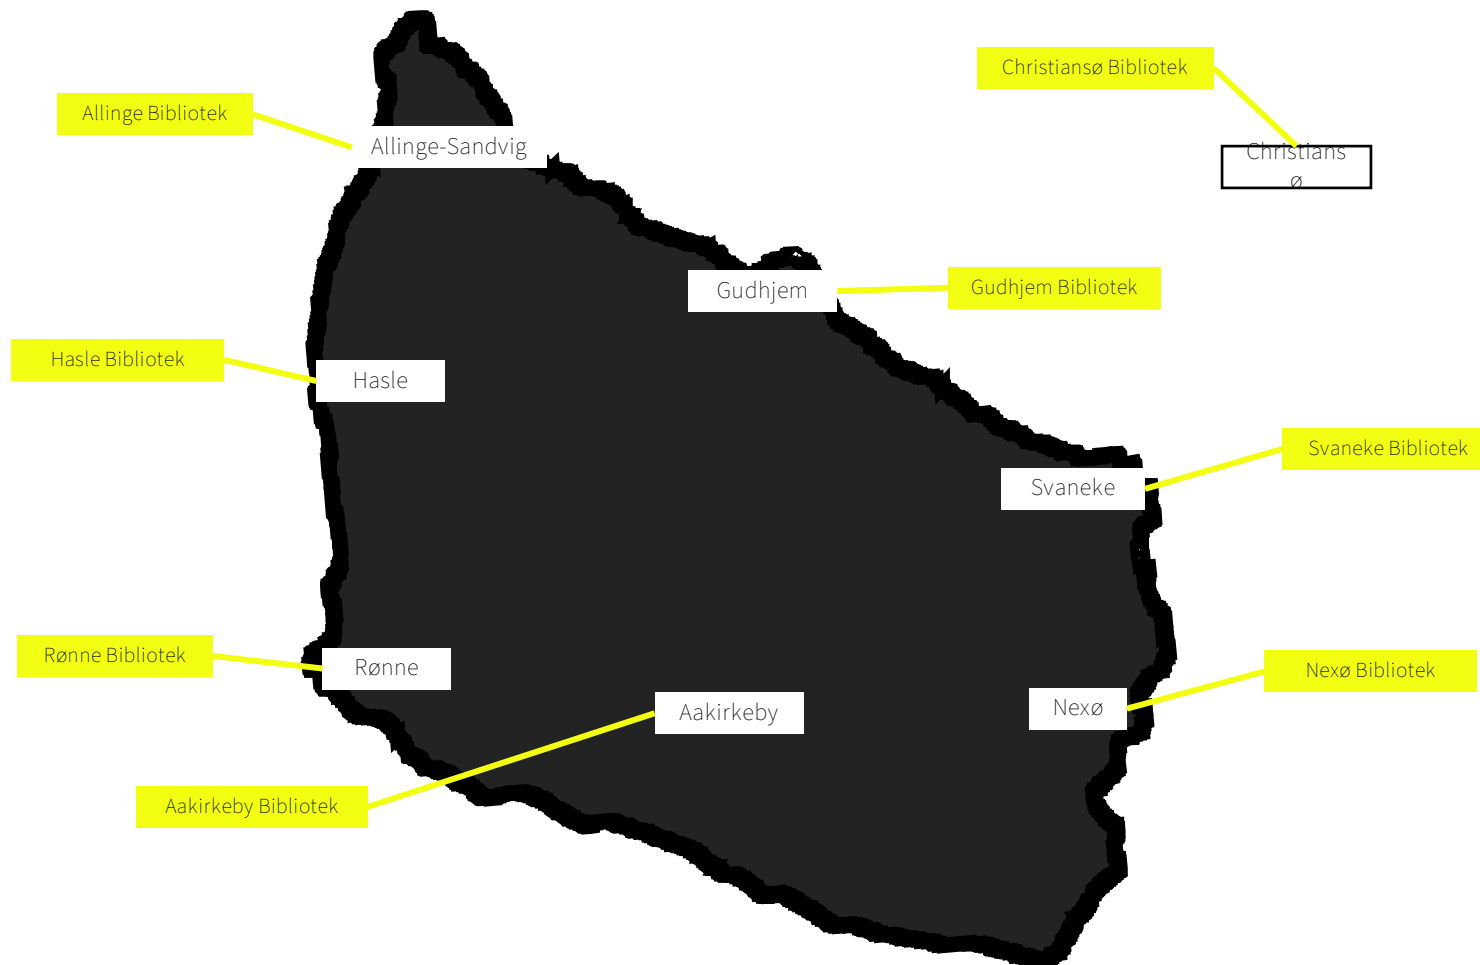 Christiansø Bibliotek
Allinge Bibliotek
Allinge-Sandvig
Christians
ø
Gudhjem
Gudhjem Bibliotek
Hasle Bibliotek
Hasle
Svaneke Bibliotek
Svaneke
Rønne Bibliotek
Rønne
Nexø Bibliotek
Aakirkeby
Nexø
Aakirkeby Bibliotek